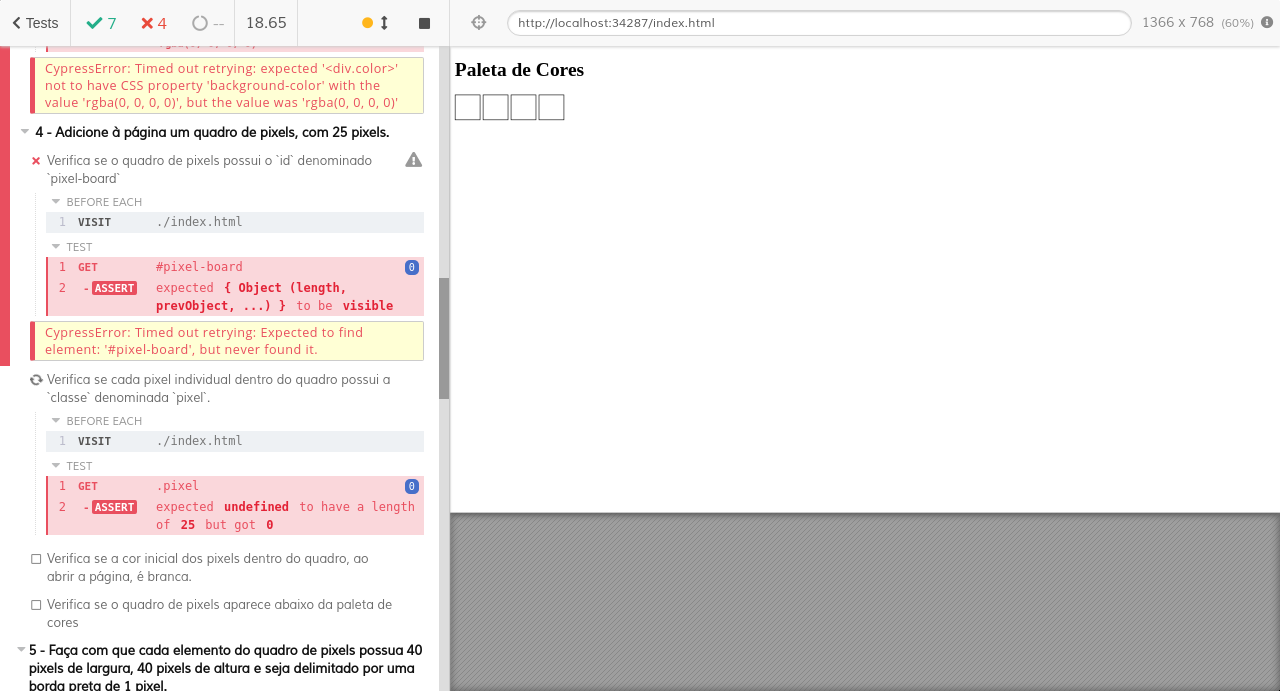 Tests 7 4 -- 18.65 http://localhost:34287/index.html 1366 x 768 (60%)
CypressError: Timed out retrying: expected '<div.color>'
not to have CSS property 'background-color' with the
value 'rgba(0, 0, 0, 0)', but the value was 'rgba(0, 0, 0, 0)'
4 - Adicione à página um quadro de pixels, com 25 pixels.
Verifica se o quadro de pixels possui o `id` denominado
`pixel-board`
BEFORE EACH
1 VISIT ./index.html
TEST
1 GET #pixel-board 0
2 -ASSERT expected { Object (length,
prevObject, ...) } to be visible
CypressError: Timed out retrying: Expected to find
element: '#pixel-board', but never found it.
Verifica se cada pixel individual dentro do quadro possui a
`classe` denominada `pixel`.
BEFORE EACH
1 VISIT ./index.html
TEST
1 GET .pixel 0
2 -ASSERT expected undefined to have a length
of 25 but got 0
Verifica se a cor inicial dos pixels dentro do quadro, ao
abrir a página, é branca.
Verifica se o quadro de pixels aparece abaixo da paleta de
cores
5 - Faça com que cada elemento do quadro de pixels possua 40
pixels de largura, 40 pixels de altura e seja delimitado por uma
borda preta de 1 pixel.
Paleta de Cores